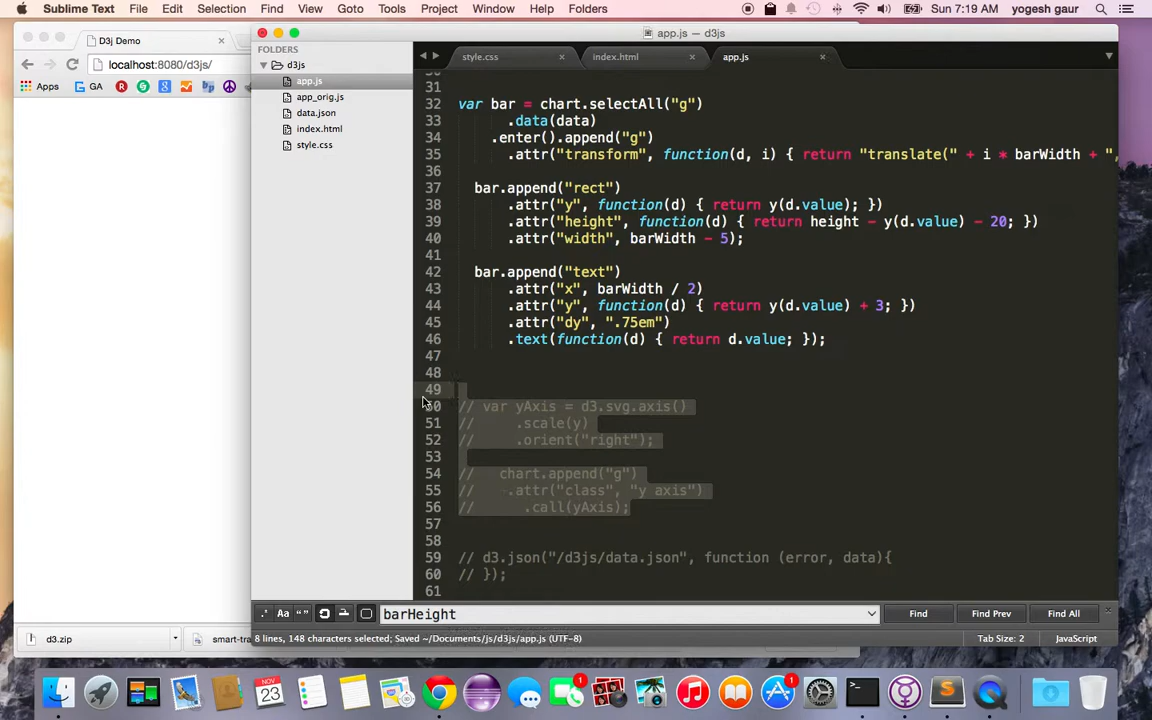 Sublime Text File Edit Selection Find View Goto Tools Project Window Help Folders Sun 7:19 AM yogesh gaur
D3j Demo
localhost:8080/d3js/
Apps GA
app.js — d3js
FOLDERS
d3js
app.js
app_orig.js
data.json
index.html
style.css
style.css index.html app.js
31
32 var bar = chart.selectAll("g")
33 .data(data)
34 .enter().append("g")
35 .attr("transform", function(d, i) { return "translate(" + i * barWidth + ",
36
37 bar.append("rect")
38 .attr("y", function(d) { return y(d.value); })
39 .attr("height", function(d) { return height - y(d.value) - 20; })
40 .attr("width", barWidth - 5);
41
42 bar.append("text")
43 .attr("x", barWidth / 2)
44 .attr("y", function(d) { return y(d.value) + 3; })
45 .attr("dy", ".75em")
46 .text(function(d) { return d.value; });
47
48
49
50 // var yAxis = d3.svg.axis()
51 // .scale(y)
52 // .orient("right");
53
54 // chart.append("g")
55 // .attr("class", "y axis")
56 // .call(yAxis);
57
58
59 // d3.json("/d3js/data.json", function (error, data){
60 // });
61
.* Aa “” barHeight Find Find Prev Find All
8 lines, 148 characters selected; Saved ~/Documents/js/d3js/app.js (UTF-8) Tab Size: 2 JavaScript
d3.zip smart-tra
NOV
23
1
1